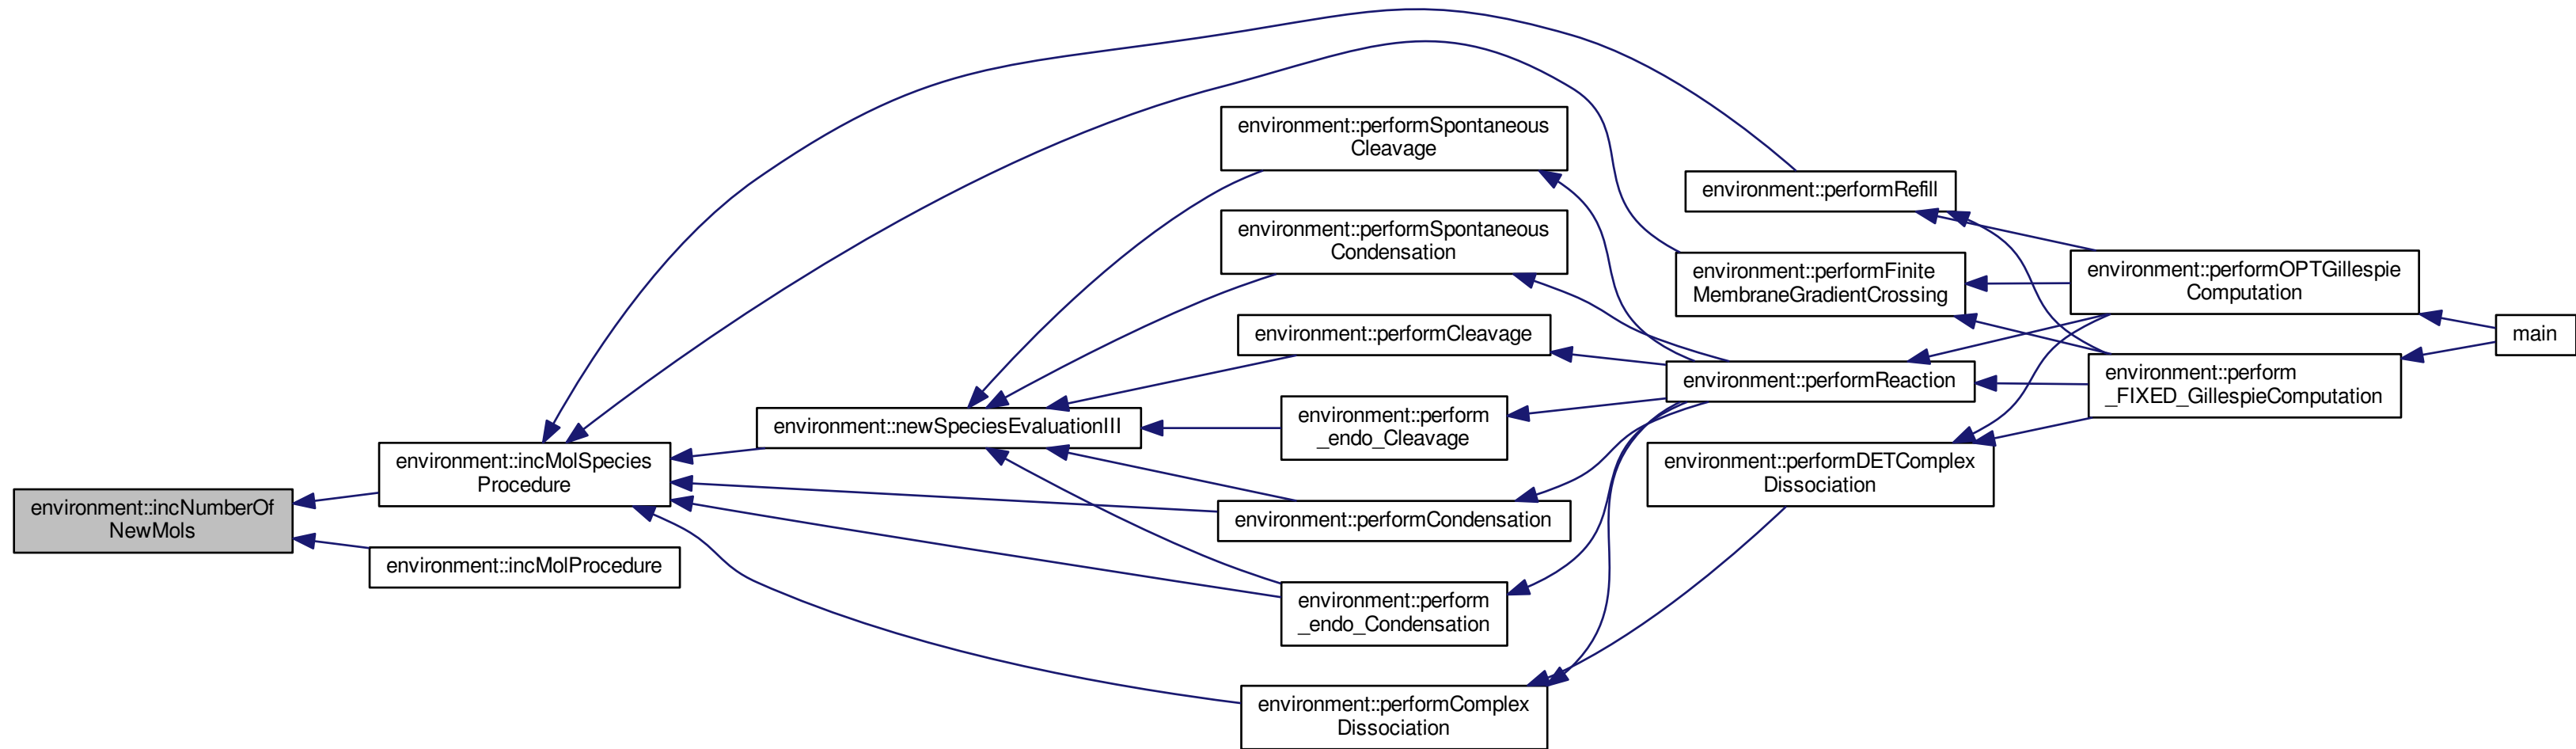 environment::incNumberOf
NewMols
environment::incMolSpecies
Procedure
environment::incMolProcedure
environment::newSpeciesEvaluationIII
environment::performSpontaneous
Cleavage
environment::performSpontaneous
Condensation
environment::performCleavage
environment::perform
_endo_Cleavage
environment::performCondensation
environment::perform
_endo_Condensation
environment::performComplex
Dissociation
environment::performRefill
environment::performFinite
MembraneGradientCrossing
environment::performReaction
environment::performDETComplex
Dissociation
environment::performOPTGillespie
Computation
environment::perform
_FIXED_GillespieComputation
main